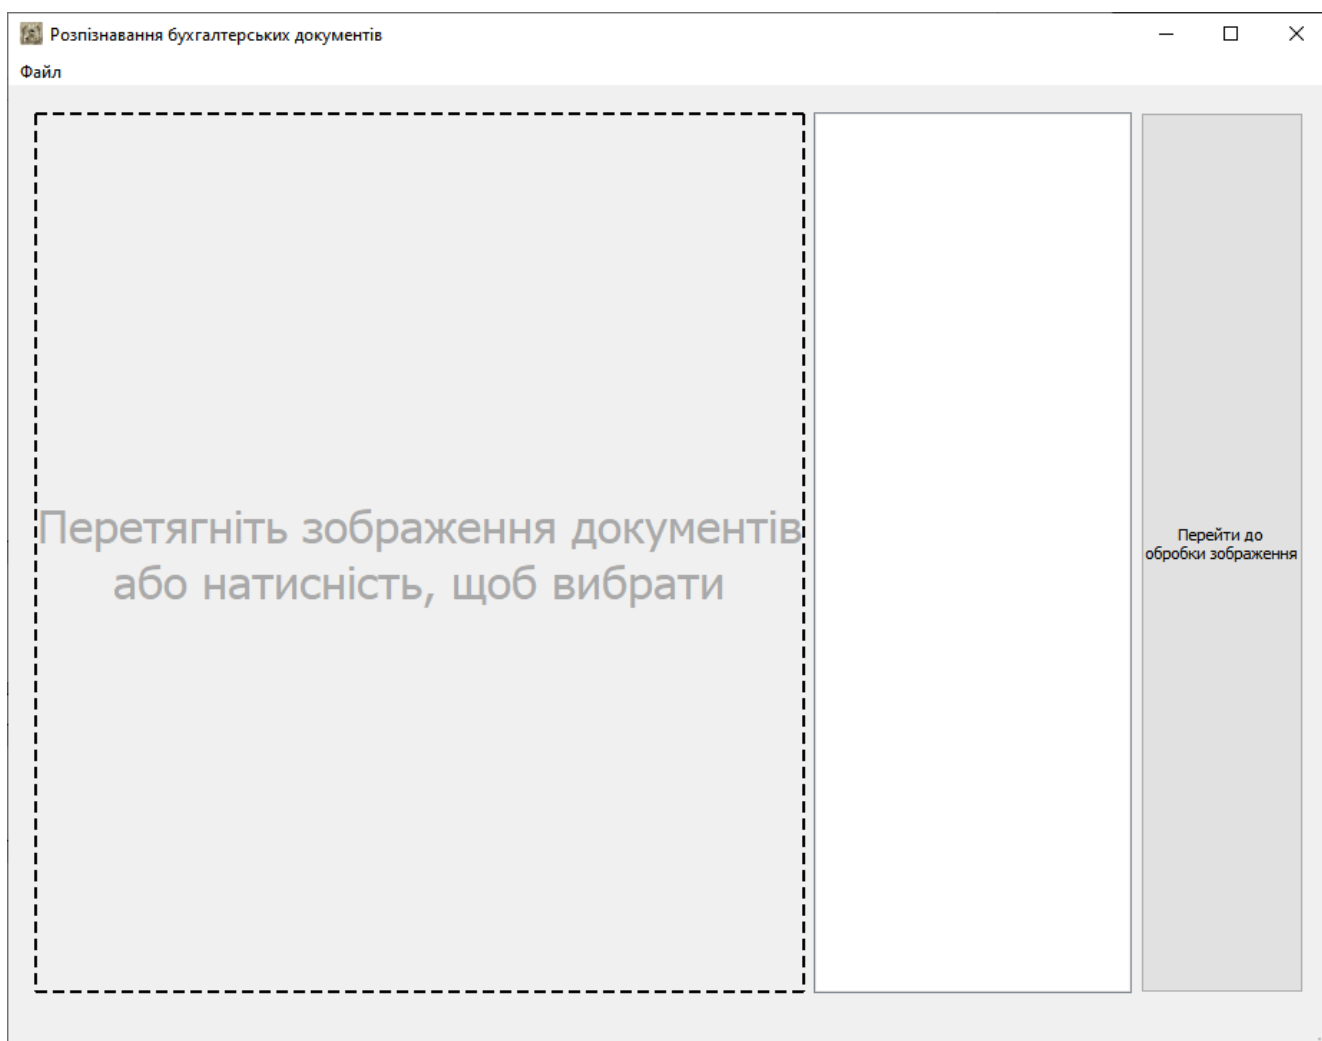 Розпізнавання бухгалтерських документів
Файл
Перетягніть зображення документів
або натисність, щоб вибрати
Перейти до
обробки зображення